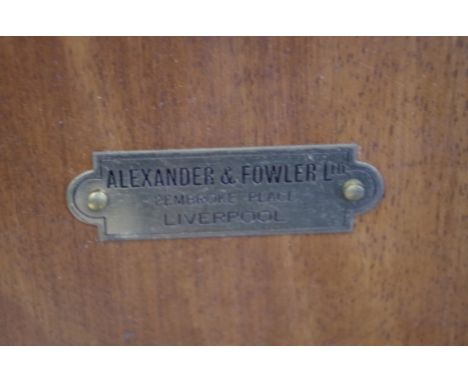 ALEXANDER & FOWLER LTD
PEMBROKE PLACE
LIVERPOOL